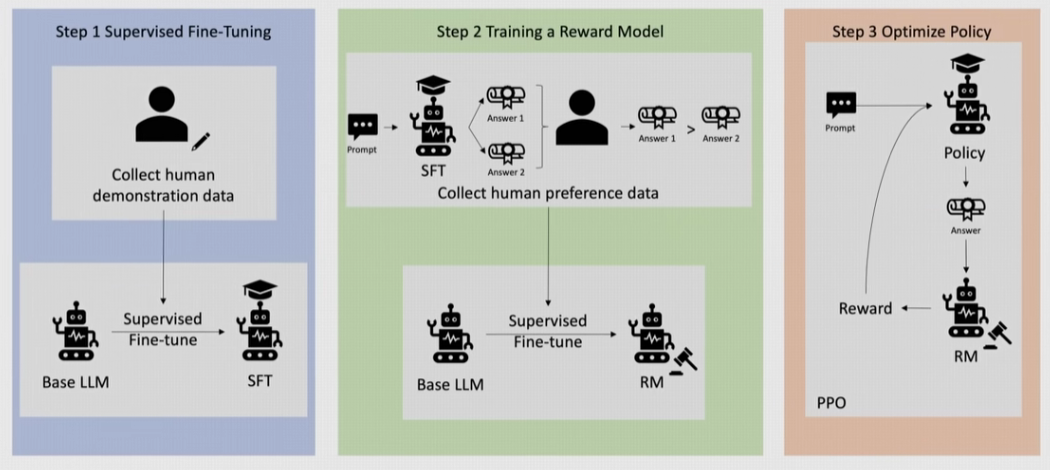 Step 1 Supervised Fine-Tuning
Collect human
demonstration data
Base LLM
Supervised
Fine-tune
SFT
Step 2 Training a Reward Model
Prompt
SFT
Answer 1
Answer 2
Answer 1
>
Answer 2
Collect human preference data
Base LLM
Supervised
Fine-tune
RM
Step 3 Optimize Policy
Prompt
Policy
Answer
Reward
RM
PPO